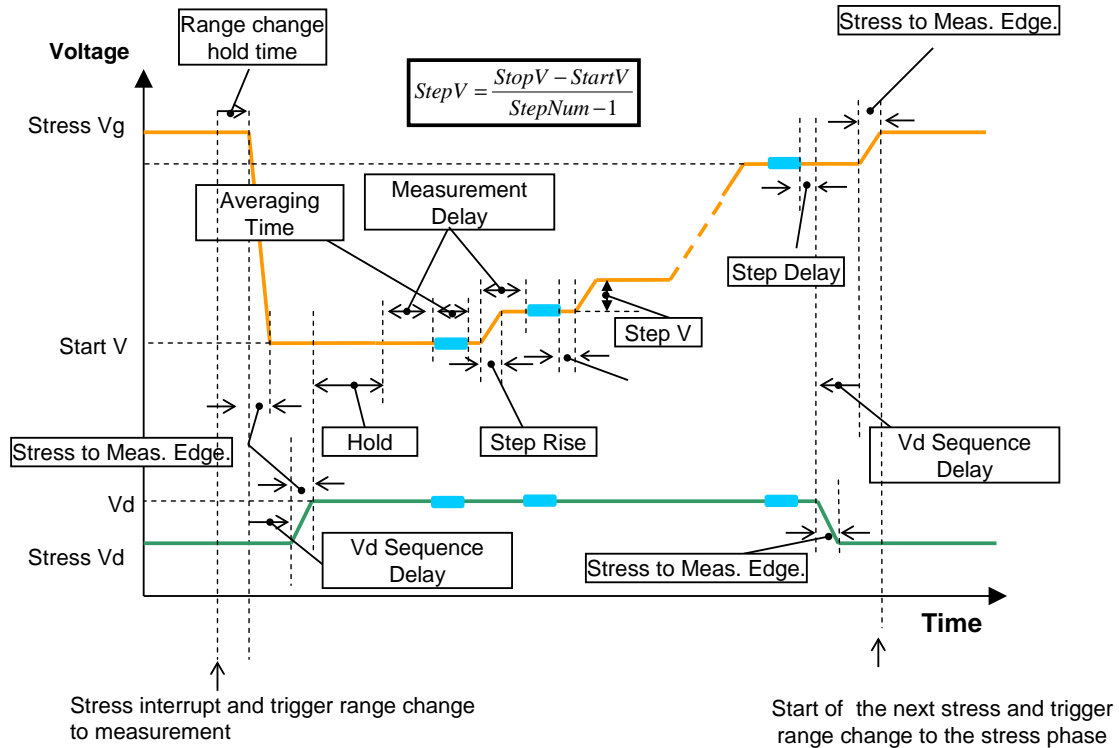 Range change
hold time
Stress to Meas. Edge.
Voltage
StepV = (StopV − StartV) / (StepNum − 1)
Stress Vg
Averaging
Time
Measurement
Delay
Step Delay
Start V
Step V
Hold
Step Rise
Stress to Meas. Edge.
Vd Sequence
Delay
Vd
Stress Vd
Vd Sequence
Delay
Stress to Meas. Edge.
Time
Stress interrupt and trigger range change
to measurement
Start of the next stress and trigger
range change to the stress phase